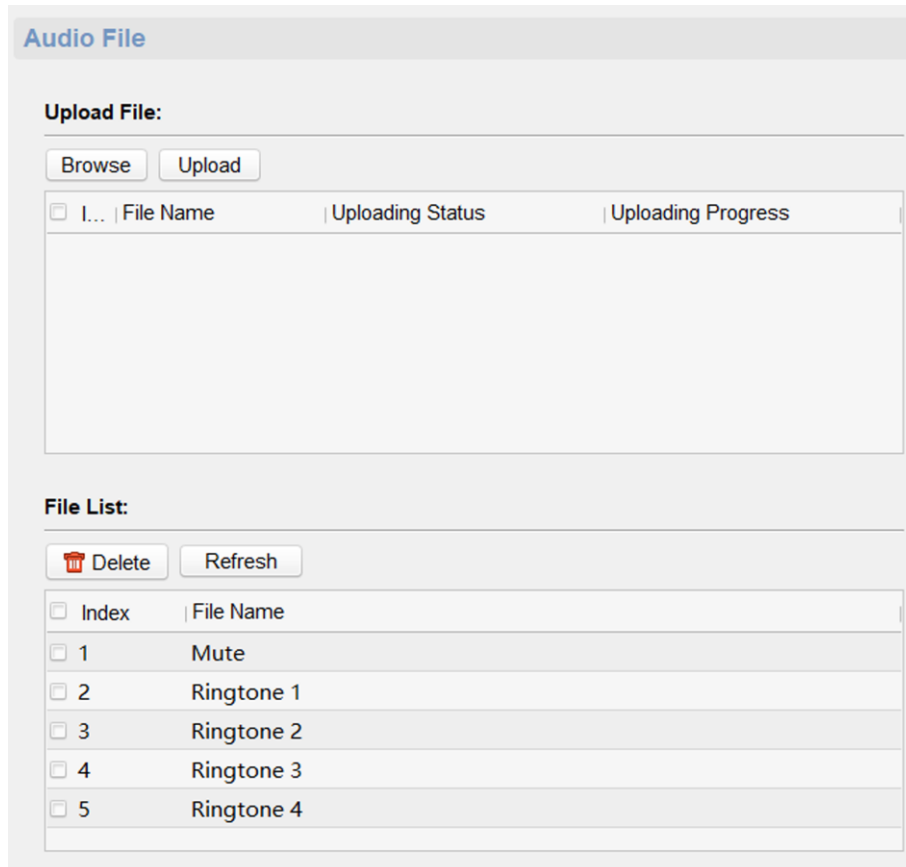 Audio File
Upload File:
Browse Upload
I... File Name Uploading Status Uploading Progress
File List:
Delete Refresh
Index File Name
1 Mute
2 Ringtone 1
3 Ringtone 2
4 Ringtone 3
5 Ringtone 4